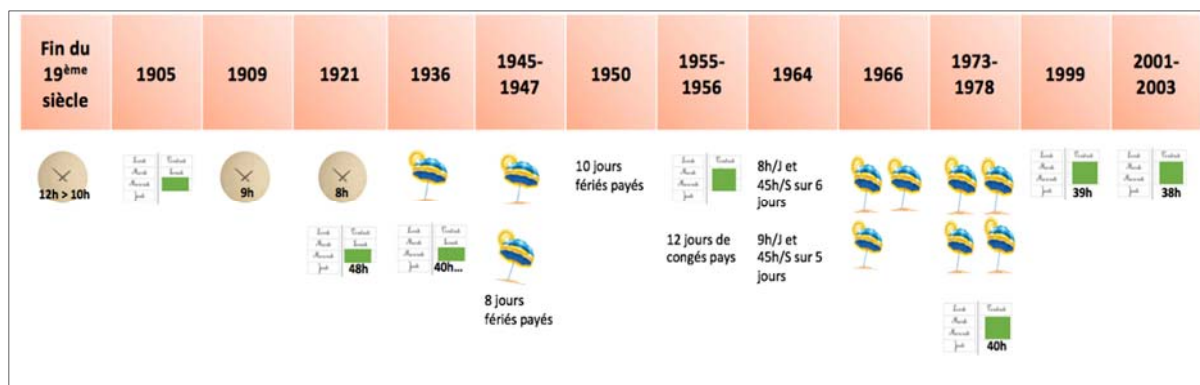 Fin du
19ème
siècle
1905
1909
1921
1936
1945-
1947
1950
1955-
1956
1964
1966
1973-
1978
1999
2001-
2003
12h > 10h
9h
8h
48h
40h...
8 jours
fériés payés
10 jours
fériés payés
12 jours de
congés pays
8h/J et
45h/S sur 6
jours
9h/J et
45h/S sur 5
jours
40h
39h
38h